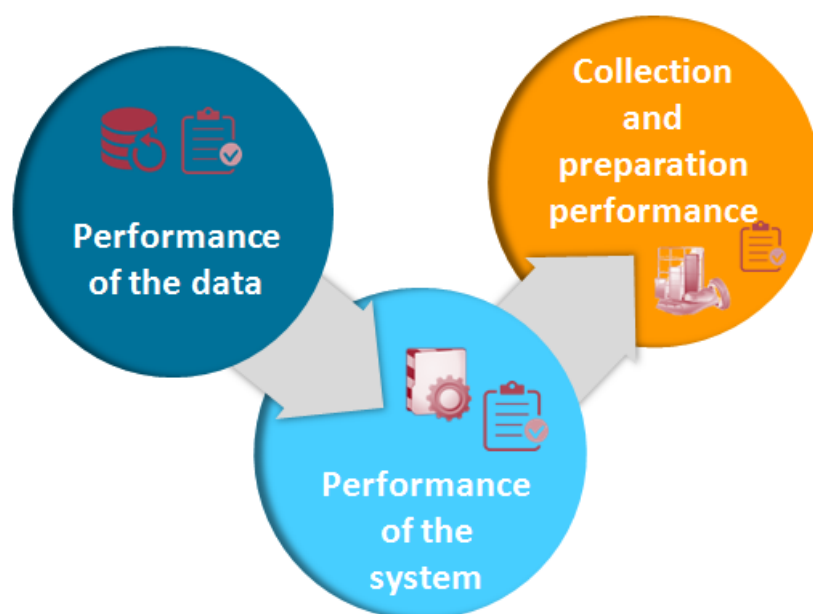 Performance
of the data
Performance
of the
system
Collection
and
preparation
performance